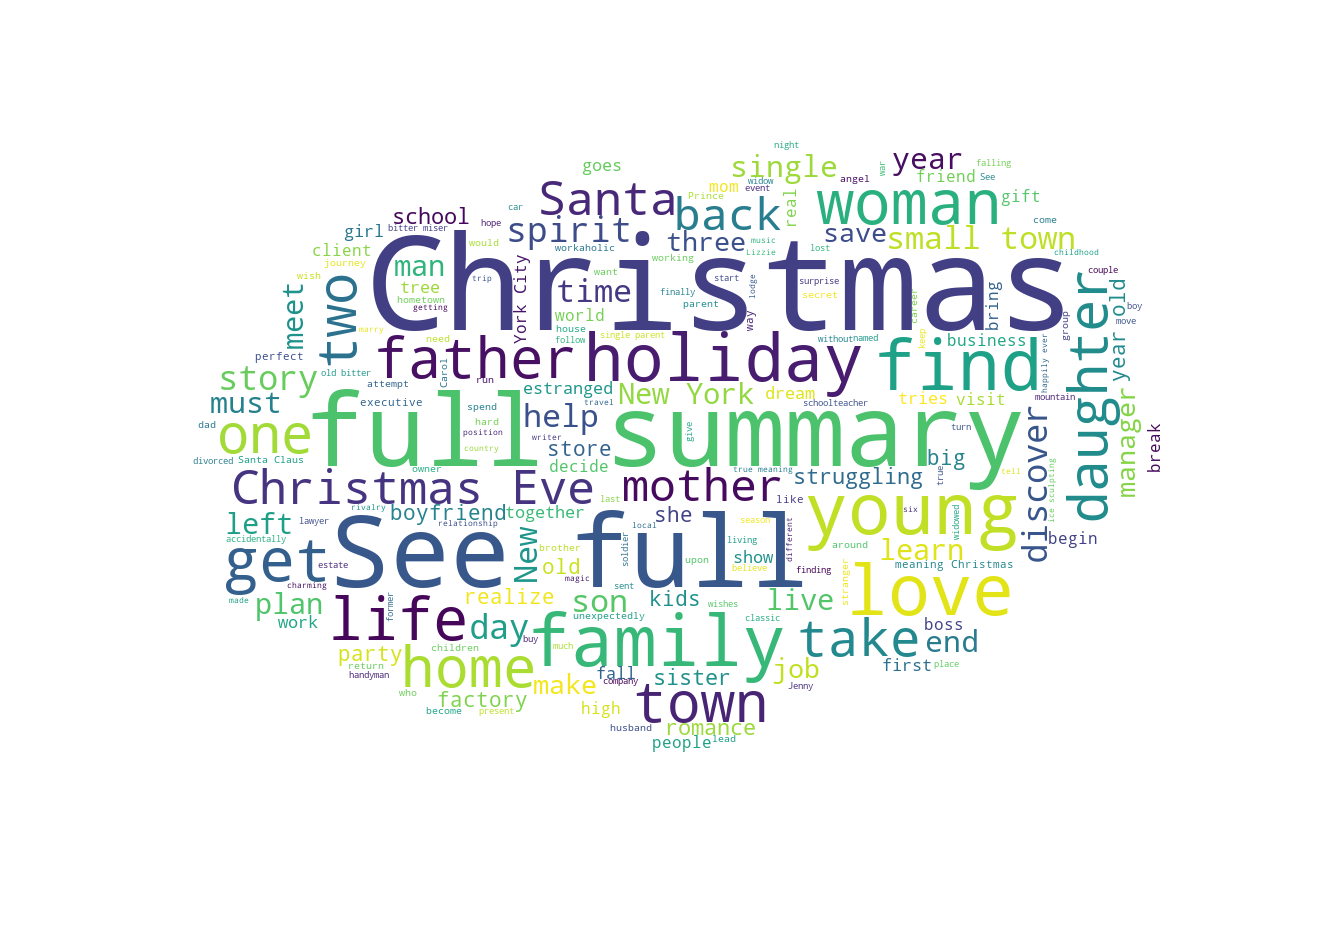 night
goes
single
year
falling
war
widow
angel
friend
See
mom
event
Prince
gift
real
Santa
woman
back
car
school
hope
bitter miser
girl
spirit
three
save
small town
come
childhood
music
Lizzie
lost
workaholic
would
client
journey
wish
man
tree
hometown
getting
Christmas
trip
York City
time
want
working
finally
parent
way
lodge
start
surprise
secret
career
bring
couple
boy
move
group
year old
daughter
meet
two
marry
world
house
follow
single parent
need
without
named
keep
business
happily ever
perfect
father
holiday
find
old bitter
story
attempt
Carol
run
estranged
travel
New York
dream
schoolteacher
tries
visit
mountain
must
executive
spend
hard
position
country
help
writer
store
decide
give
turn
manager
break
dad
one
full
summary
divorced
Santa Claus
owner
true meaning
struggling
big
true
tell
discover
ice sculpting
Christmas Eve
mother
last
like
young
six
widowed
left
lawyer
rivalry
boyfriend
relationship
together
she
local
season
different
begin
accidentally
get
See
estate
charming
New
brother
old
magic
soldier
full
upon
living
show
believe
finding
around
learn
meaning Christmas
stranger
love
made
plan
work
life
former
realize
son
sent
kids
wishes
live
unexpectedly
classic
day
buy
family
much
take
boss
end
party
return
handyman
children
home
who
fall
company
sister
job
Jenny
first
place
factory
make
become
present
high
town
husband
romance
people
lead